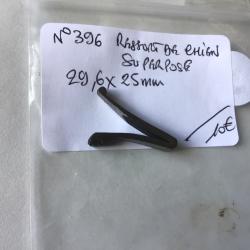 N°396 RESSORT DE CHIEN
SUPERPOSE
29,6 x 25mm
10€